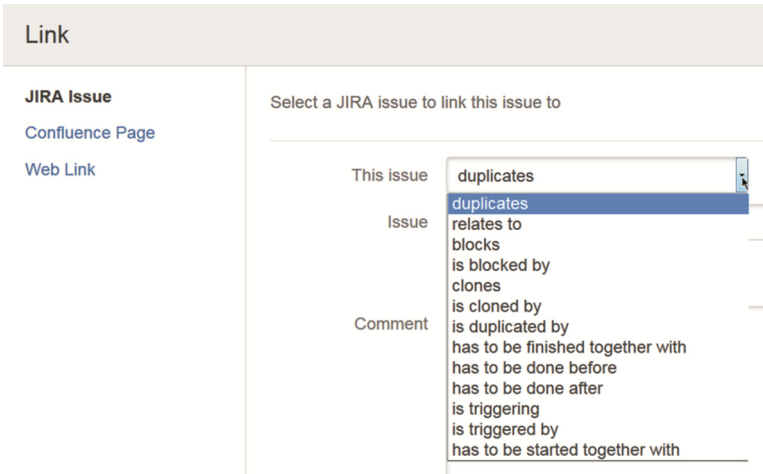 Link
JIRA Issue
Confluence Page
Web Link
Select a JIRA issue to link this issue to
This issue
duplicates
duplicates
relates to
blocks
is blocked by
clones
is cloned by
is duplicated by
has to be finished together with
has to be done before
has to be done after
is triggering
is triggered by
has to be started together with
Issue
Comment